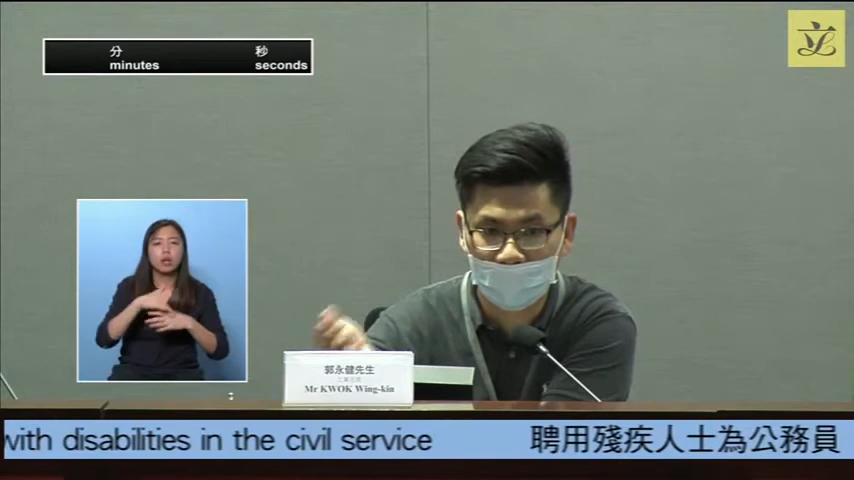 分 秒
minutes seconds
立
郭永健先生
Mr KWOK Wing-kin
with disabilities in the civil service 聘用殘疾人士為公務員